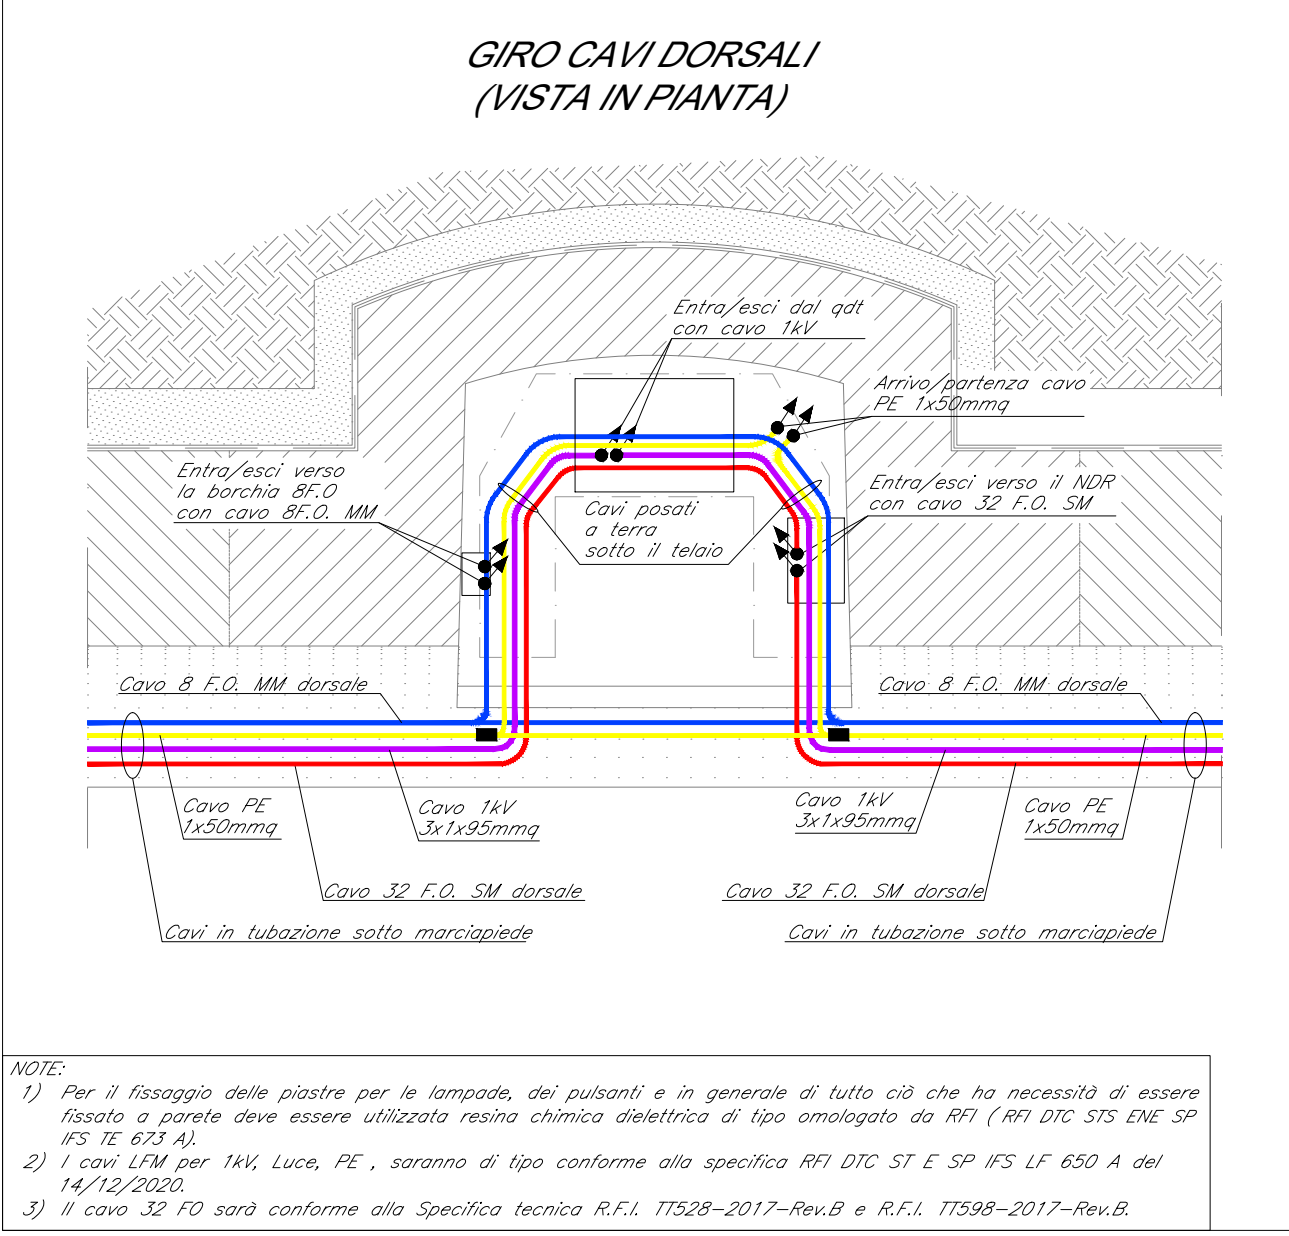 GIRO CAVI DORSALI
(VISTA IN PIANTA)
Entra/esci dal qdt
con cavo 1kV
Arrivo/partenza cavo
PE 1x50mmq
Entra/esci verso
la borchia 8F.O
con cavo 8F.O. MM
Entra/esci verso il NDR
con cavo 32 F.O. SM
Cavi posati
a terra
sotto il telaio
Cavo 8 F.O. MM dorsale
Cavo 8 F.O. MM dorsale
Cavo PE
1x50mmq
Cavo 1kV
3x1x95mmq
Cavo 1kV
3x1x95mmq
Cavo PE
1x50mmq
Cavo 32 F.O. SM dorsale
Cavo 32 F.O. SM dorsale
Cavi in tubazione sotto marciapiede
Cavi in tubazione sotto marciapiede
NOTE:
1) Per il fissaggio delle piastre per le lampade, dei pulsanti e in generale di tutto ciò che ha necessità di essere
fissato a parete deve essere utilizzata resina chimica dielettrica di tipo omologato da RFI ( RFI DTC STS ENE SP
IFS TE 673 A).
2) I cavi LFM per 1kV, Luce, PE , saranno di tipo conforme alla specifica RFI DTC ST E SP IFS LF 650 A del
14/12/2020.
3) Il cavo 32 FO sarà conforme alla Specifica tecnica R.F.I. TT528-2017-Rev.B e R.F.I. TT598-2017-Rev.B.